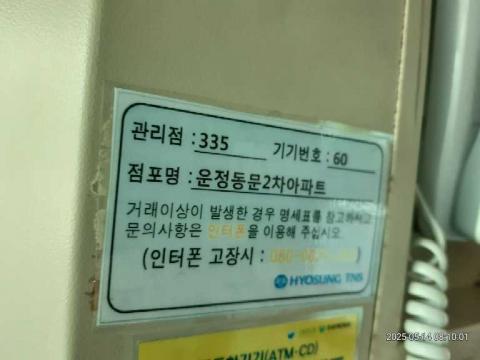 관리점 : 335 기기번호 : 60
점포명 : 운정동문2차아파트
거래이상이 발생한 경우 명세표를 참고하시고
문의사항은 인터폰을 이용해 주십시오.
(인터폰 고장시 : 080-
HYOSUNG TNS
(ATM·CD)
2025-05-14 08:10:01